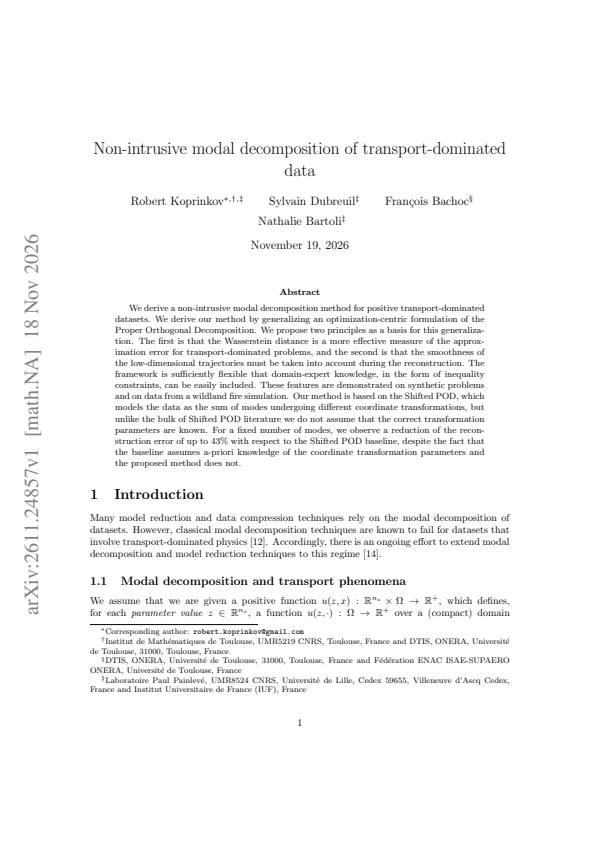 Non-intrusive modal decomposition of transport-dominated
data
Robert Koprinkov*,†,‡ Sylvain Dubreuil‡ François Bachoc§
Nathalie Bartoli‡
November 19, 2026
Abstract
We derive a non-intrusive modal decomposition method for positive transport-dominated
datasets. We derive our method by generalizing an optimization-centric formulation of the
Proper Orthogonal Decomposition. We propose two principles as a basis for this generaliza-
tion. The first is that the Wasserstein distance is a more effective measure of the approx-
imation error for transport-dominated problems, and the second is that the smoothness of
the low-dimensional trajectories must be taken into account during the reconstruction. The
framework is sufficiently flexible that domain-expert knowledge, in the form of inequality
constraints, can be easily included. These features are demonstrated on synthetic problems
and on data from a wildland fire simulation. Our method is based on the Shifted POD, which
models the data as the sum of modes undergoing different coordinate transformations, but
unlike the bulk of Shifted POD literature we do not assume that the correct transformation
parameters are known. For a fixed number of modes, we observe a reduction of the recon-
struction error of up to 43% with respect to the Shifted POD baseline, despite the fact that
the baseline assumes a-priori knowledge of the coordinate transformation parameters and
the proposed method does not.
1 Introduction
Many model reduction and data compression techniques rely on the modal decomposition of
datasets. However, classical modal decomposition techniques are known to fail for datasets that
involve transport-dominated physics [12]. Accordingly, there is an ongoing effort to extend modal
decomposition and model reduction techniques to this regime [14].
1.1 Modal decomposition and transport phenomena
We assume that we are given a positive function u(z, x) : ℝⁿᶻ × Ω → ℝ⁺, which defines,
for each parameter value z ∈ ℝⁿᶻ, a function u(z, ·) : Ω → ℝ⁺ over a (compact) domain
*Corresponding author: robert.koprinkov@gmail.com
†Institut de Mathématiques de Toulouse, UMR5219 CNRS, Toulouse, France and DTIS, ONERA, Université
de Toulouse, 31000, Toulouse, France
‡DTIS, ONERA, Université de Toulouse, 31000, Toulouse, France and Fédération ENAC ISAE-SUPAERO
ONERA, Université de Toulouse, France
‡Laboratoire Paul Painlevé, UMR8524 CNRS, Université de Lille, Cedex 59655, Villeneuve d'Ascq Cedex,
France and Institut Universitaire de France (IUF), France
1
arXiv:2611.24857v1 [math.NA] 18 Nov 2026